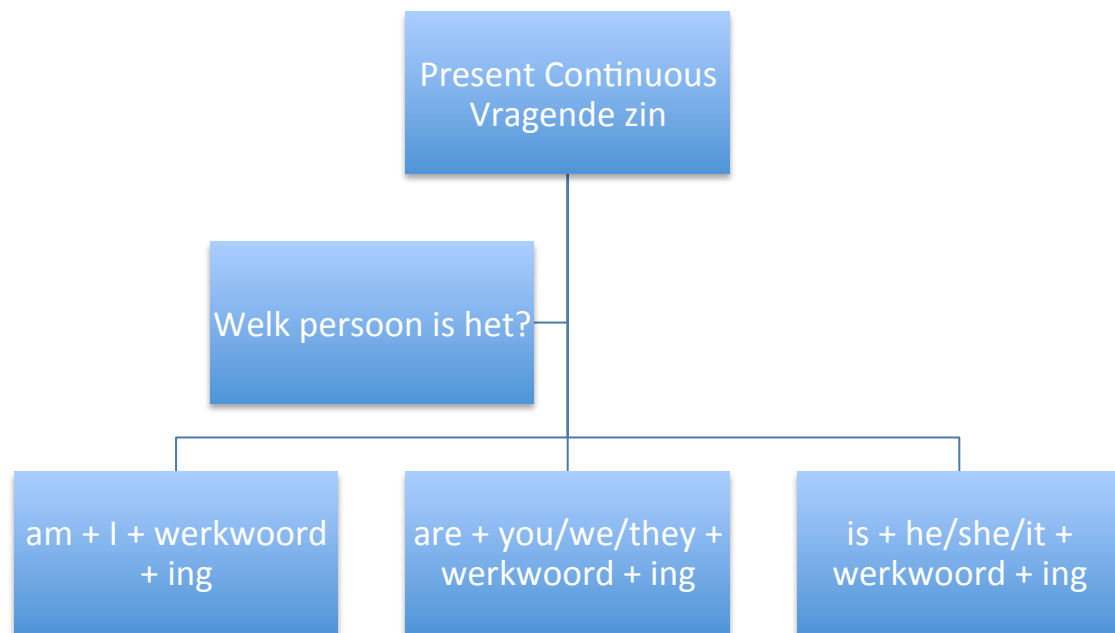 Present Continuous
Vragende zin
Welk persoon is het?
am + I + werkwoord
+ ing
are + you/we/they +
werkwoord + ing
is + he/she/it +
werkwoord + ing